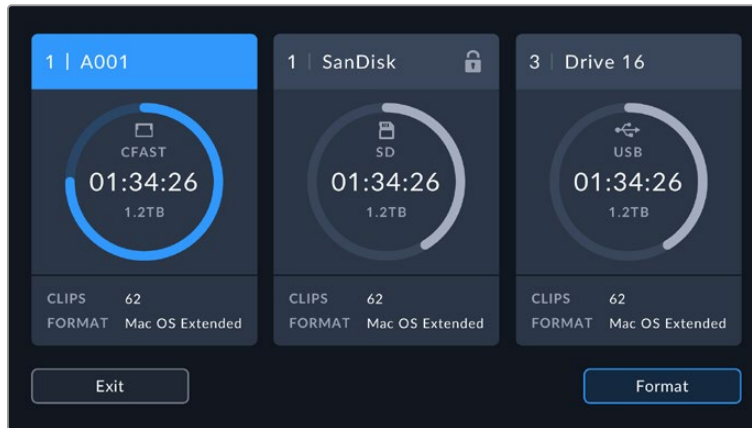 1 | A001
CFAST
01:34:26
1.2TB
CLIPS 62
FORMAT Mac OS Extended
1 | SanDisk
SD
01:34:26
1.2TB
CLIPS 62
FORMAT Mac OS Extended
3 | Drive 16
USB
01:34:26
1.2TB
CLIPS 62
FORMAT Mac OS Extended
Exit
Format